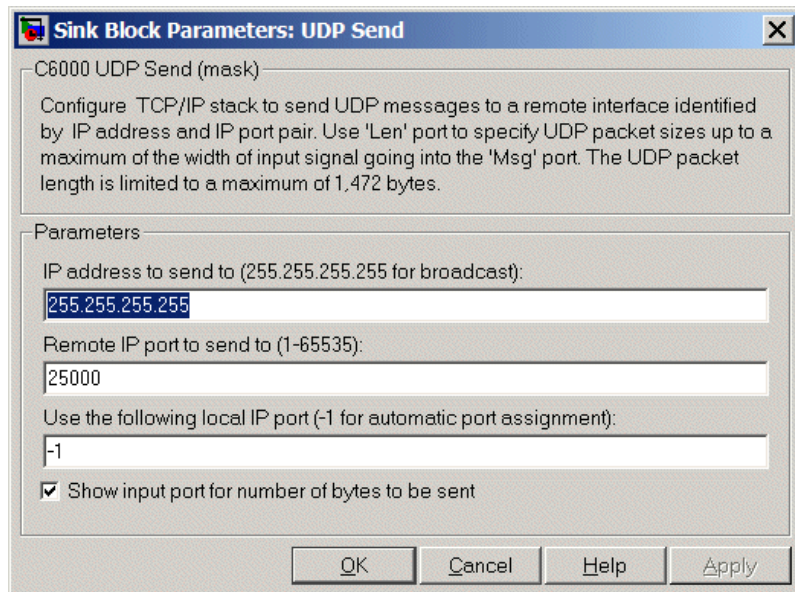 Sink Block Parameters: UDP Send
C6000 UDP Send (mask)
Configure TCP/IP stack to send UDP messages to a remote interface identified
by IP address and IP port pair. Use 'Len' port to specify UDP packet sizes up to a
maximum of the width of input signal going into the 'Msg' port. The UDP packet
length is limited to a maximum of 1,472 bytes.
Parameters
IP address to send to (255.255.255.255 for broadcast):
255.255.255.255
Remote IP port to send to (1-65535):
25000
Use the following local IP port (-1 for automatic port assignment):
-1
Show input port for number of bytes to be sent
OK Cancel Help Apply